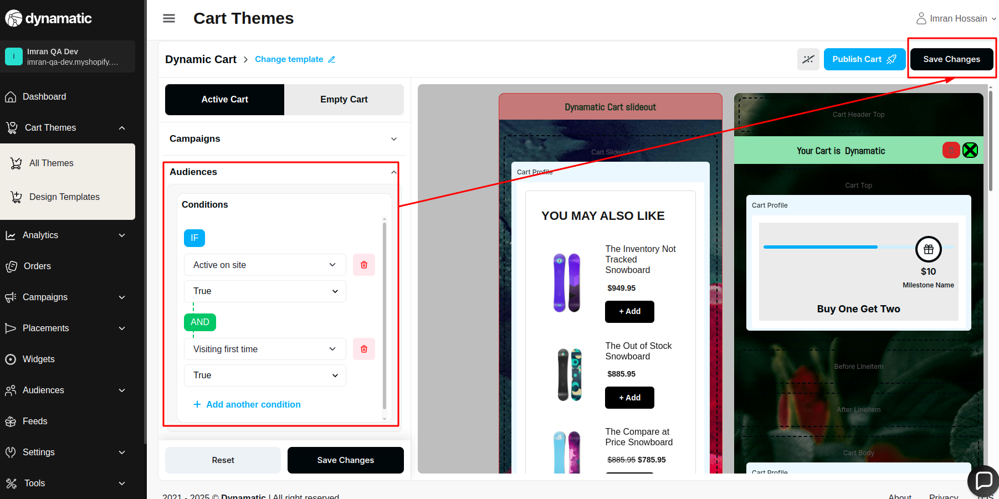 dynamatic
Cart Themes
Imran Hossain
I
Imran QA Dev
imran-qa-dev.myshopify....
Dashboard
Cart Themes
All Themes
Design Templates
Analytics
Orders
Campaigns
Placements
Widgets
Audiences
Feeds
Settings
Tools
Dynamic Cart > Change template
Publish Cart
Save Changes
Active Cart
Empty Cart
Campaigns
Audiences
Conditions
IF
Active on site
True
AND
Visiting first time
True
+ Add another condition
Reset
Save Changes
Dynamatic Cart slideout
Cart Slideout
Cart Profile
YOU MAY ALSO LIKE
The Inventory Not
Tracked
Snowboard
$949.95
+ Add
The Out of Stock
Snowboard
$885.95
+ Add
The Compare at
Price Snowboard
$885.95 $785.95
Cart Header Top
Your Cart is Dynamatic
Cart Top
Cart Profile
$10
Milestone Name
Buy One Get Two
Before Lineitem
After Lineitem
Cart Body
Cart Profile
2021 - 2025 © Dynamatic | All right reserved
About
Privacy
TOS